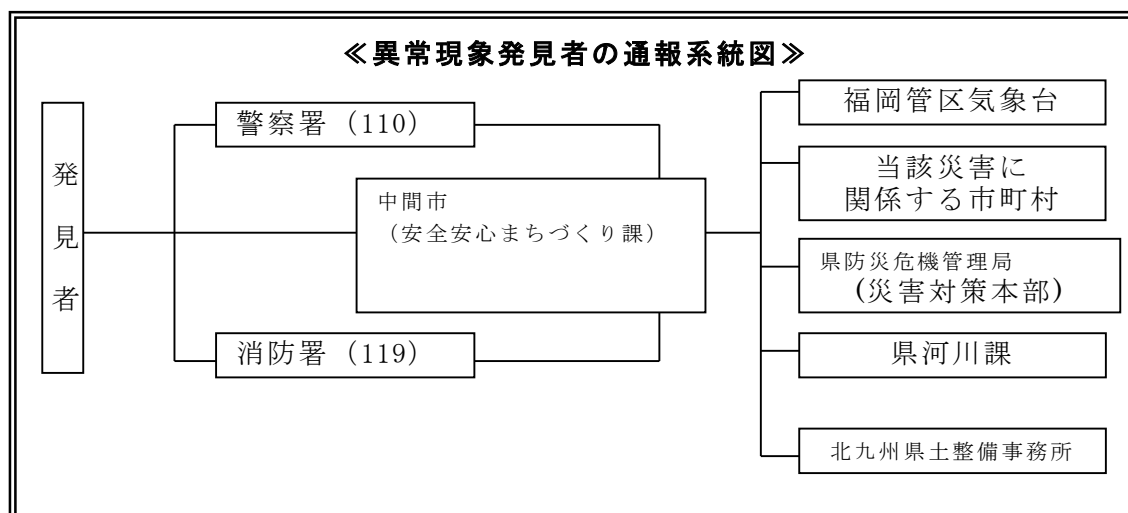 ≪異常現象発見者の通報系統図≫
発見者
警察署（110）
中間市
（安全安心まちづくり課）
消防署（119）
福岡管区気象台
当該災害に
関係する市町村
県防災危機管理局
(災害対策本部)
県河川課
北九州県土整備事務所